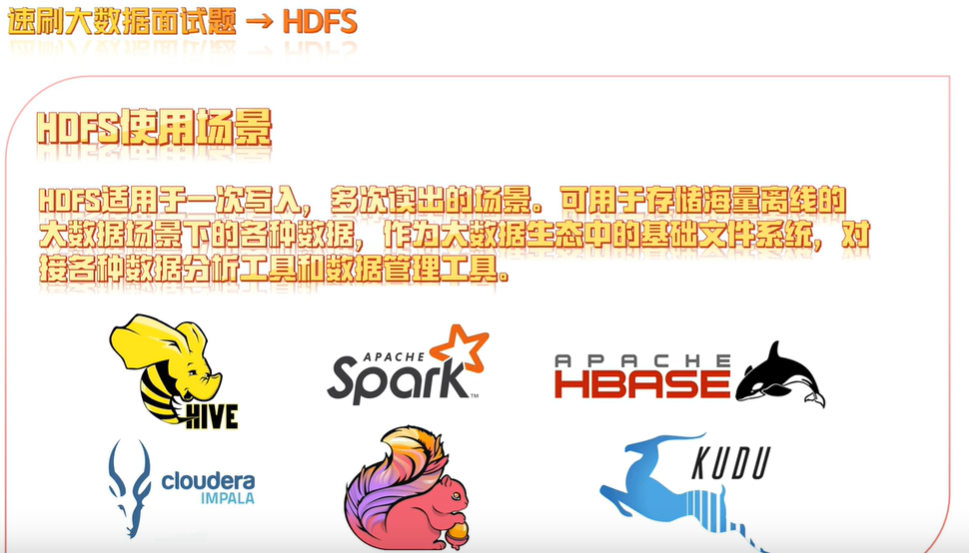 速刷大数据面试题 → HDFS
HDFS使用场景
HDFS适用于一次写入，多次读出的场景。可用于存储海量离线的
大数据场景下的各种数据，作为大数据生态中的基础文件系统，对
接各种数据分析工具和数据管理工具。
HIVE
APACHE
Spark™
APACHE
HBASE
cloudera
IMPALA
KUDU